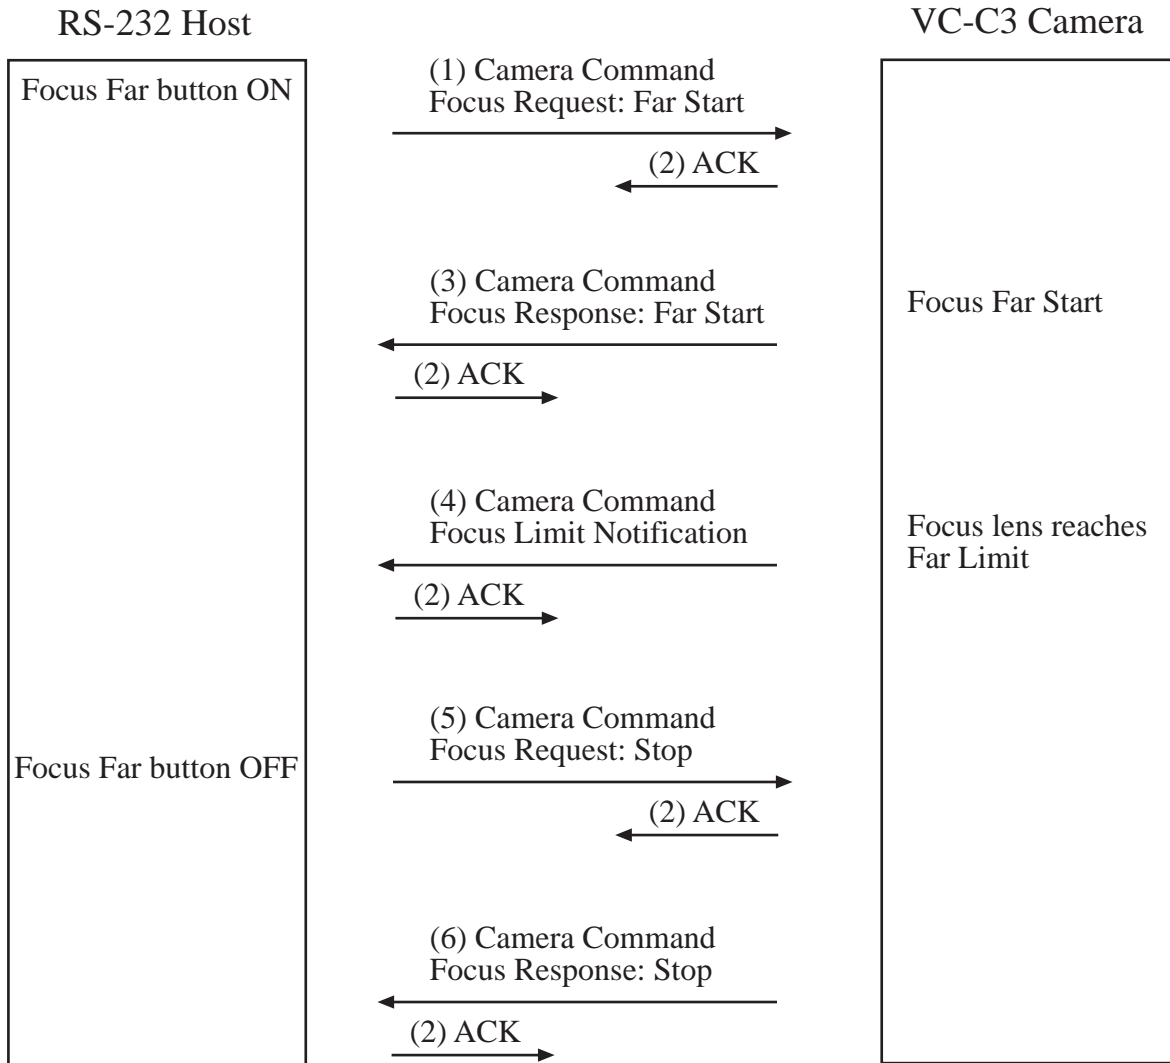 RS-232 Host
VC-C3 Camera
Focus Far button ON
(1) Camera Command
Focus Request: Far Start
(2) ACK
(3) Camera Command
Focus Response: Far Start
Focus Far Start
(2) ACK
(4) Camera Command
Focus Limit Notification
Focus lens reaches
Far Limit
(2) ACK
(5) Camera Command
Focus Request: Stop
Focus Far button OFF
(2) ACK
(6) Camera Command
Focus Response: Stop
(2) ACK